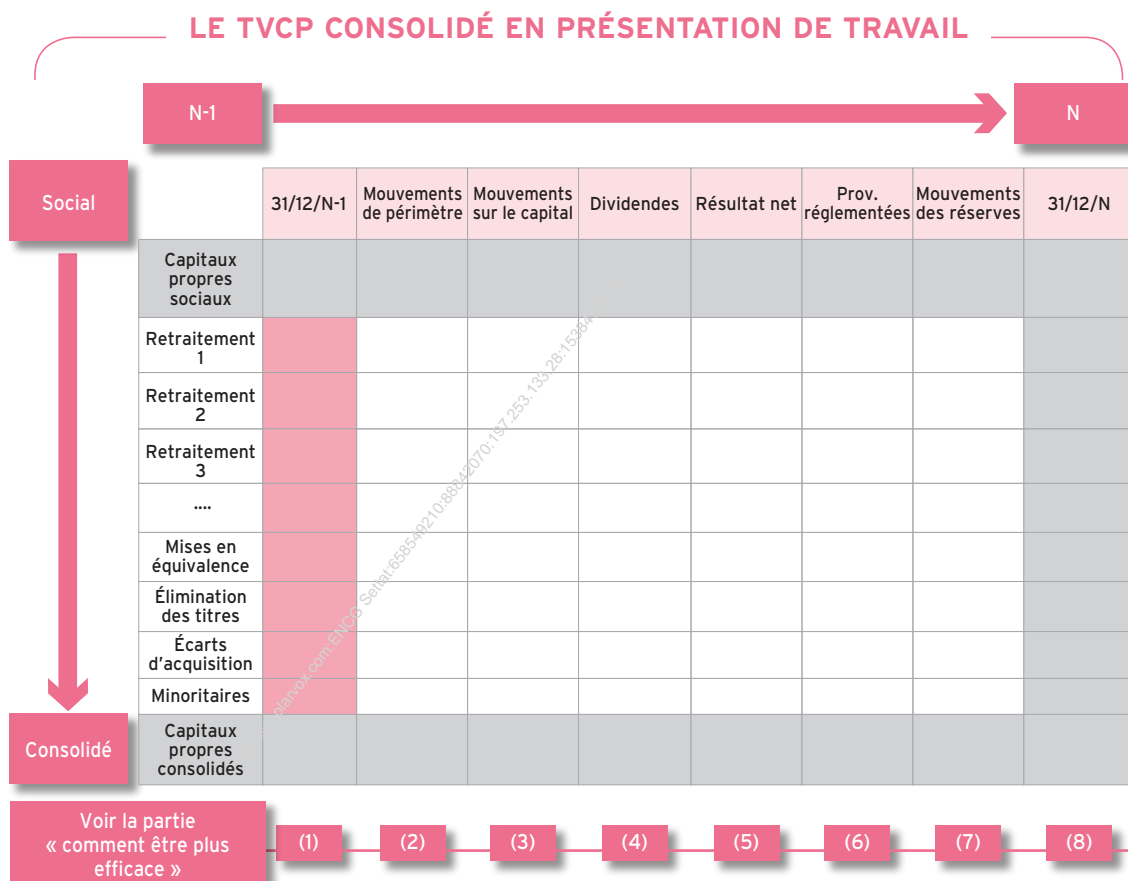 LE TVCP CONSOLIDÉ EN PRÉSENTATION DE TRAVAIL
N-1
N
Social
31/12/N-1
Mouvements
de périmètre
Mouvements
sur le capital
Dividendes
Résultat net
Prov.
réglementées
Mouvements
des réserves
31/12/N
Capitaux
propres
sociaux
Retraitement
1
Retraitement
2
Retraitement
3
....
Mises en
équivalence
Élimination
des titres
Écarts
d'acquisition
Minoritaires
Consolidé
Capitaux
propres
consolidés
Voir la partie
« comment être plus
efficace »
(1)
(2)
(3)
(4)
(5)
(6)
(7)
(8)